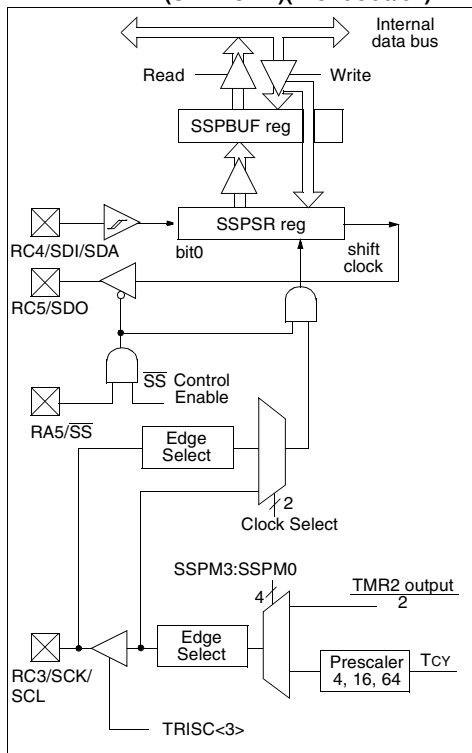 Internal
data bus
Read
Write
SSPBUF reg
SSPSR reg
RC4/SDI/SDA
bit0
shift
clock
RC5/SDO
SS Control
Enable
RA5/SS
Edge
Select
2
Clock Select
SSPM3:SSPM0
4
TMR2 output
2
Edge
Select
Prescaler
4, 16, 64
TCY
RC3/SCK/
SCL
TRISC<3>